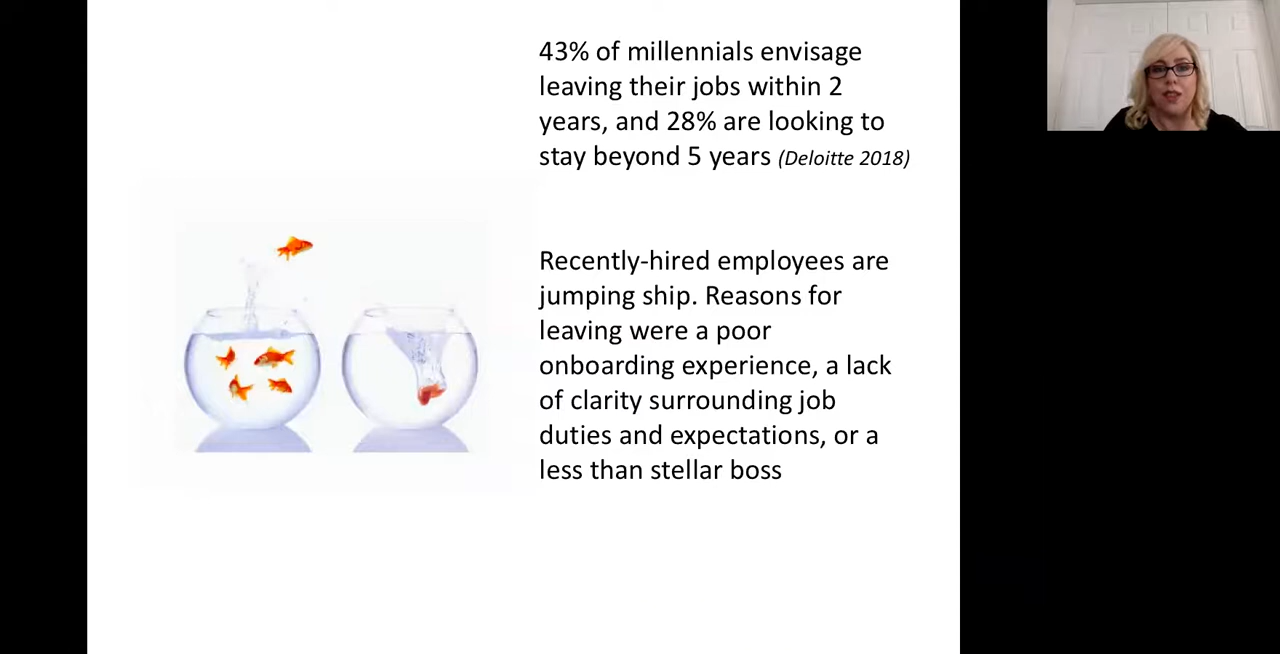 43% of millennials envisage
leaving their jobs within 2
years, and 28% are looking to
stay beyond 5 years (Deloitte 2018)
Recently-hired employees are
jumping ship. Reasons for
leaving were a poor
onboarding experience, a lack
of clarity surrounding job
duties and expectations, or a
less than stellar boss